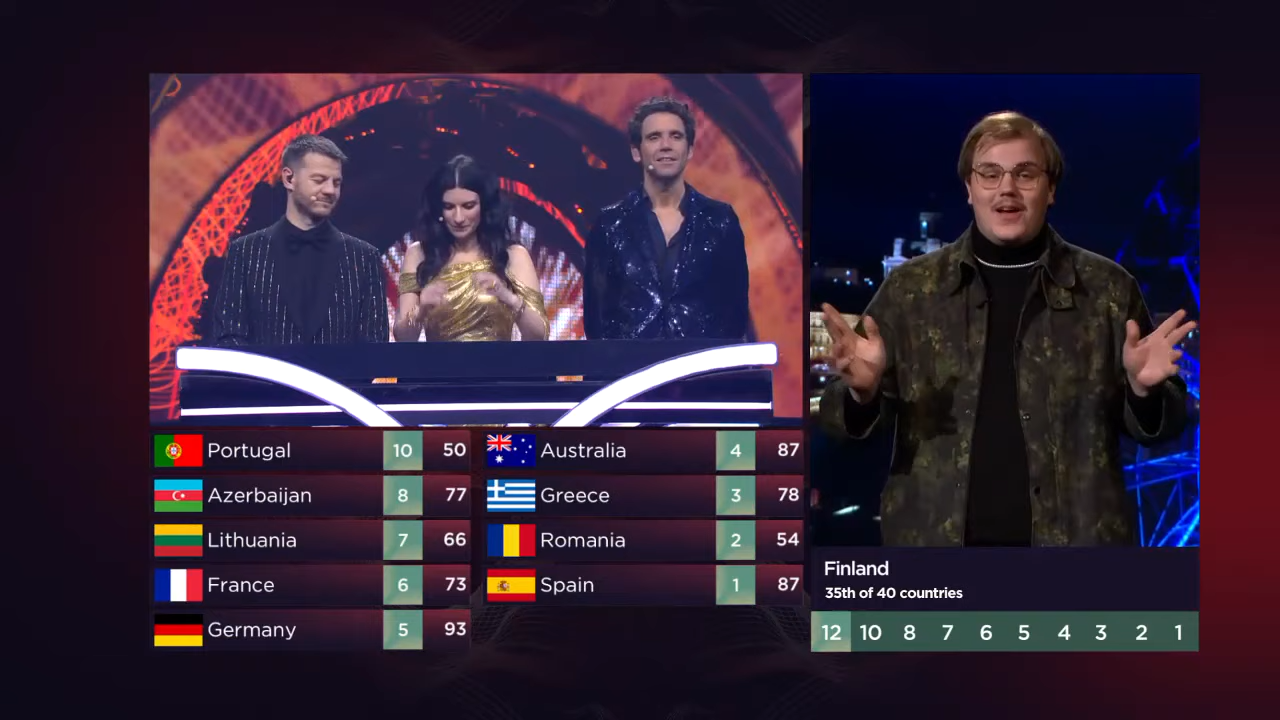 Portugal 10 50
Azerbaijan 8 77
Lithuania 7 66
France 6 73
Germany 5 93
Australia 4 87
Greece 3 78
Romania 2 54
Spain 1 87
Finland
35th of 40 countries
12 10 8 7 6 5 4 3 2 1